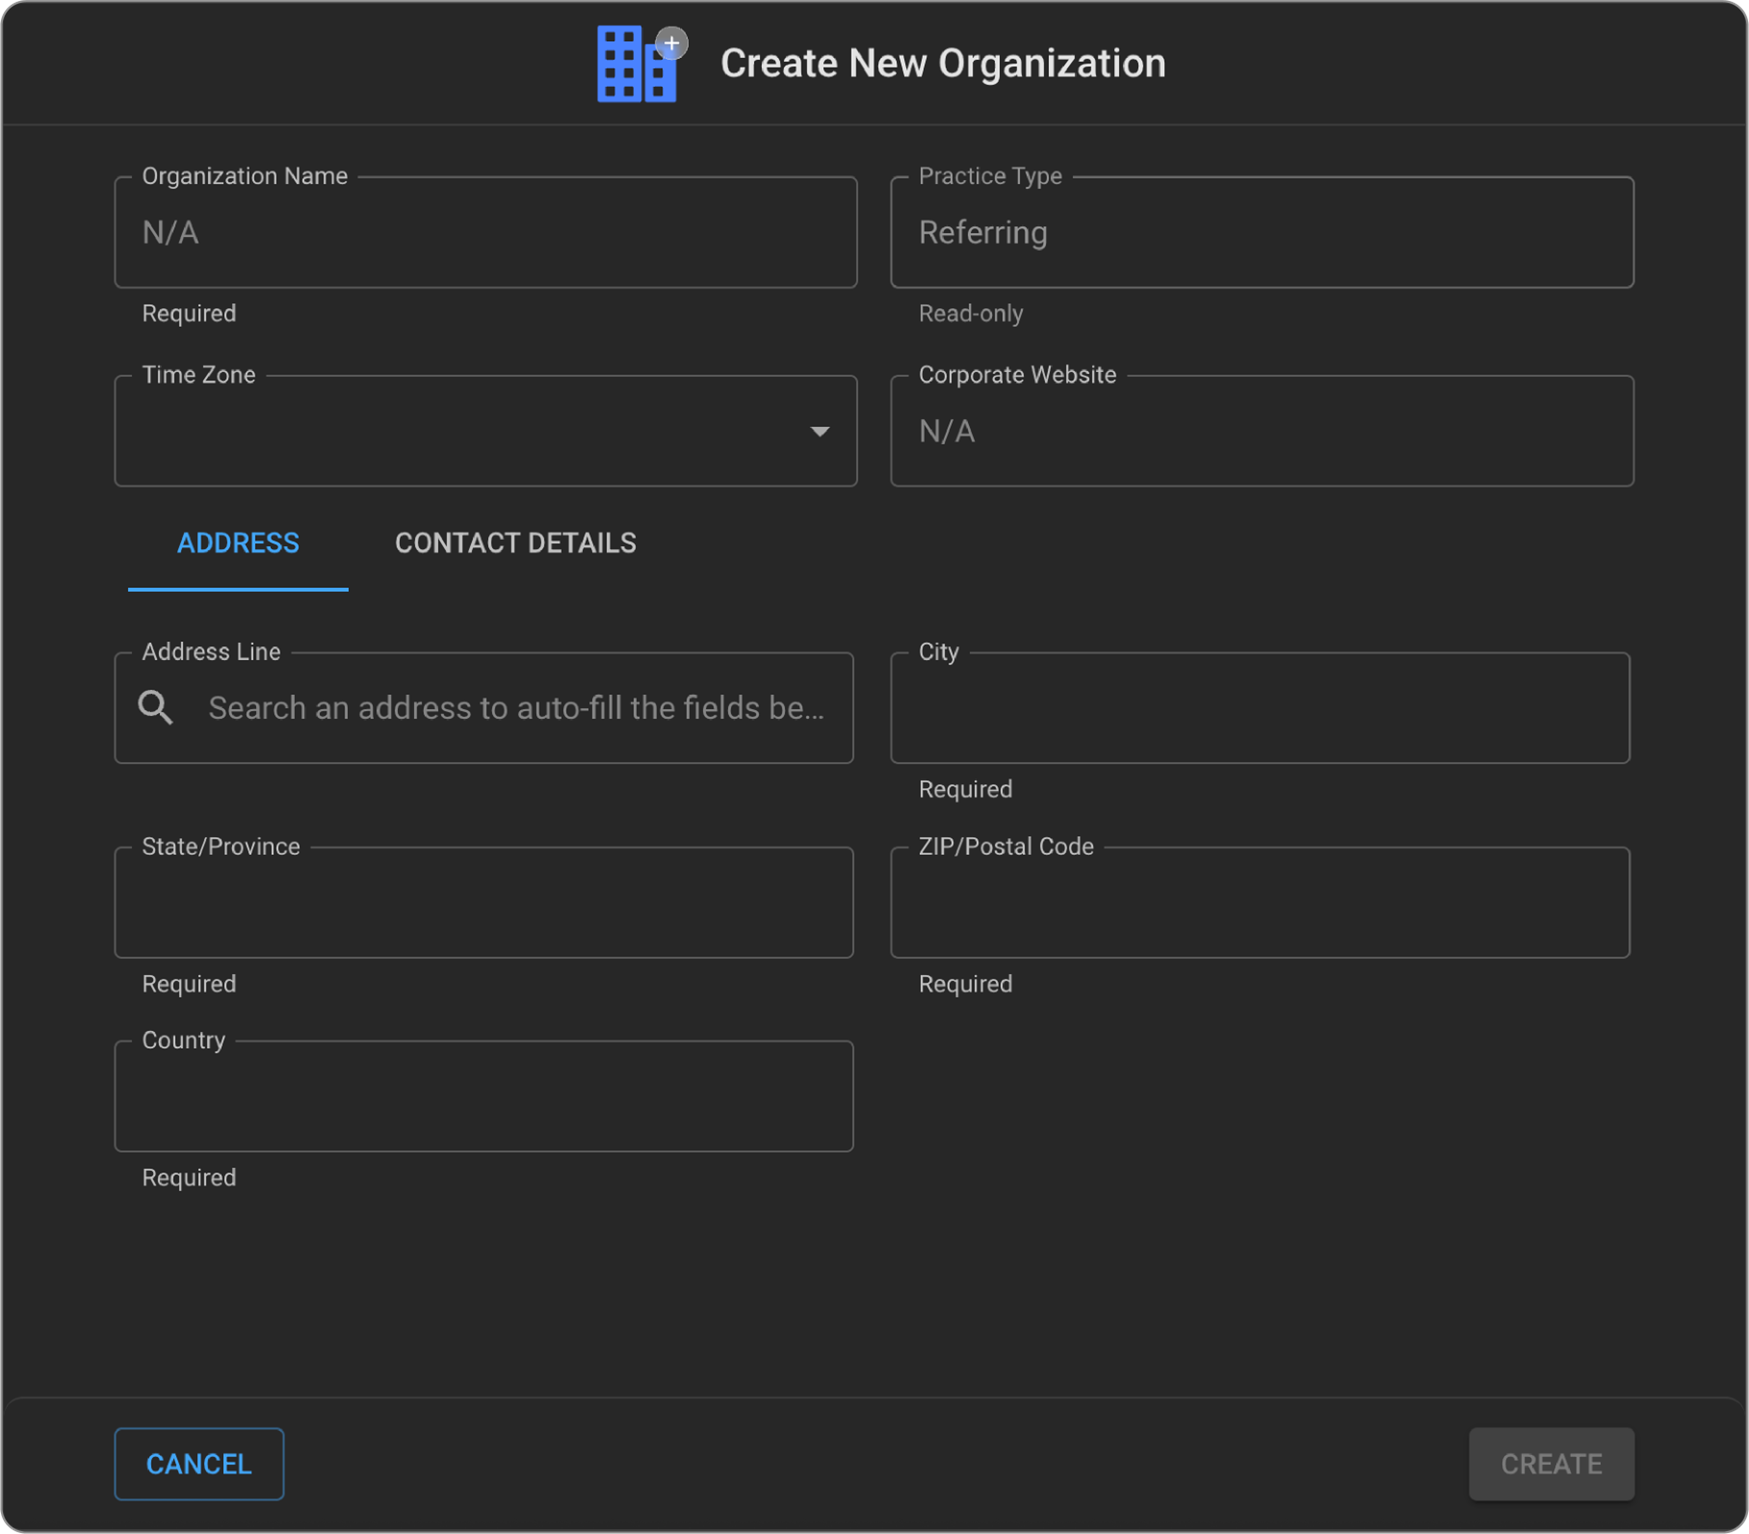 Create New Organization
Organization Name
N/A
Required
Practice Type
Referring
Read-only
Time Zone
Corporate Website
N/A
ADDRESS
CONTACT DETAILS
Address Line
Search an address to auto-fill the fields be...
City
Required
State/Province
Required
ZIP/Postal Code
Required
Country
Required
CANCEL
CREATE